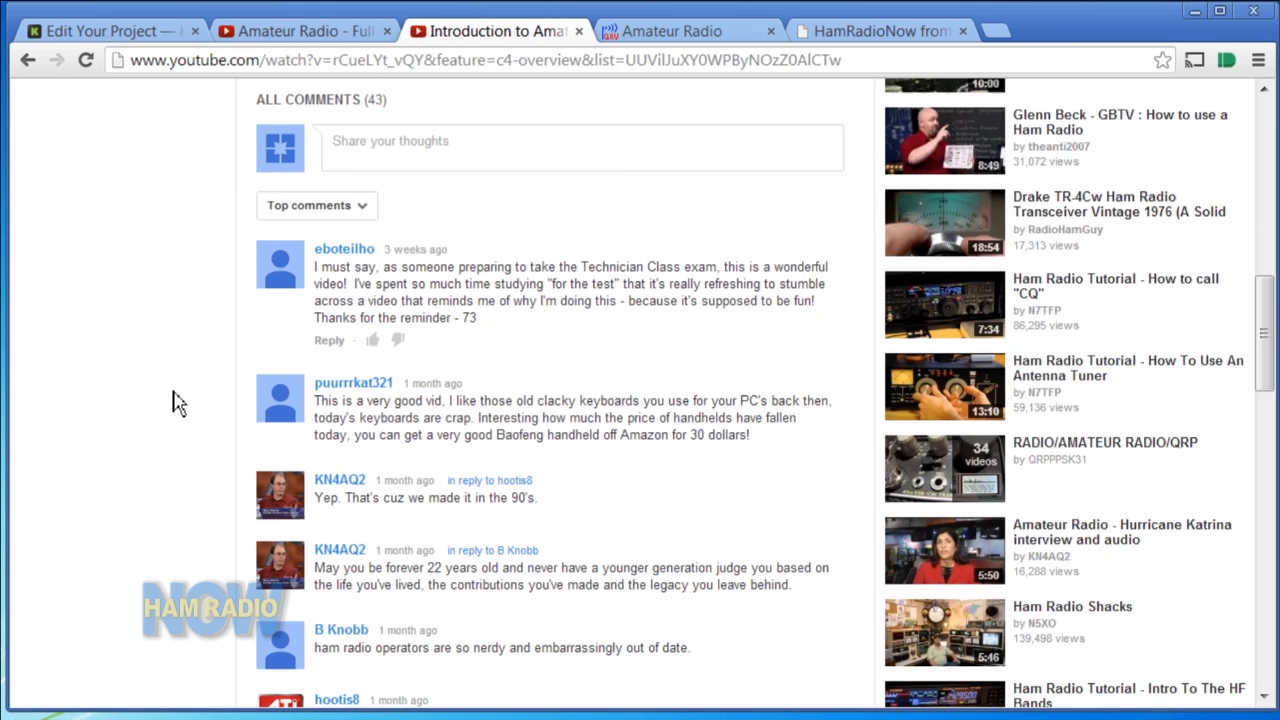 Edit Your Project —
Amateur Radio - Full
Introduction to Amat
Amateur Radio
HamRadioNow from
www.youtube.com/watch?v=rCueLYt_vQY&feature=c4-overview&list=UUVilJuXY0WPByNOzZ0AlCTw
ALL COMMENTS (43)
Share your thoughts
Top comments
eboteilho 3 weeks ago
I must say, as someone preparing to take the Technician Class exam, this is a wonderful
video! I've spent so much time studying "for the test" that it's really refreshing to stumble
across a video that reminds me of why I'm doing this - because it's supposed to be fun!
Thanks for the reminder - 73
Reply
puurrrkat321 1 month ago
This is a very good vid, I like those old clacky keyboards you use for your PC's back then,
today's keyboards are crap. Interesting how much the price of handhelds have fallen
today, you can get a very good Baofeng handheld off Amazon for 30 dollars!
KN4AQ2 1 month ago in reply to hootis8
Yep. That's cuz we made it in the 90's.
KN4AQ2 1 month ago in reply to B Knobb
May you be forever 22 years old and never have a younger generation judge you based on
the life you've lived, the contributions you've made and the legacy you leave behind.
HAM RADIO
NOW
B Knobb 1 month ago
ham radio operators are so nerdy and embarrassingly out of date.
hootis8 1 month ago
10:00
Glenn Beck - GBTV : How to use a
Ham Radio
by theanti2007
31,072 views
8:49
Drake TR-4Cw Ham Radio
Transceiver Vintage 1976 (A Solid
by RadioHamGuy
17,313 views
18:54
Ham Radio Tutorial - How to call
"CQ"
by N7TFP
86,295 views
7:34
Ham Radio Tutorial - How To Use An
Antenna Tuner
by N7TFP
59,136 views
13:10
RADIO/AMATEUR RADIO/QRP
by QRPPPSK31
34
videos
Amateur Radio - Hurricane Katrina
interview and audio
by KN4AQ2
16,288 views
5:50
Ham Radio Shacks
by N5XO
139,498 views
5:46
Ham Radio Tutorial - Intro To The HF
Bands